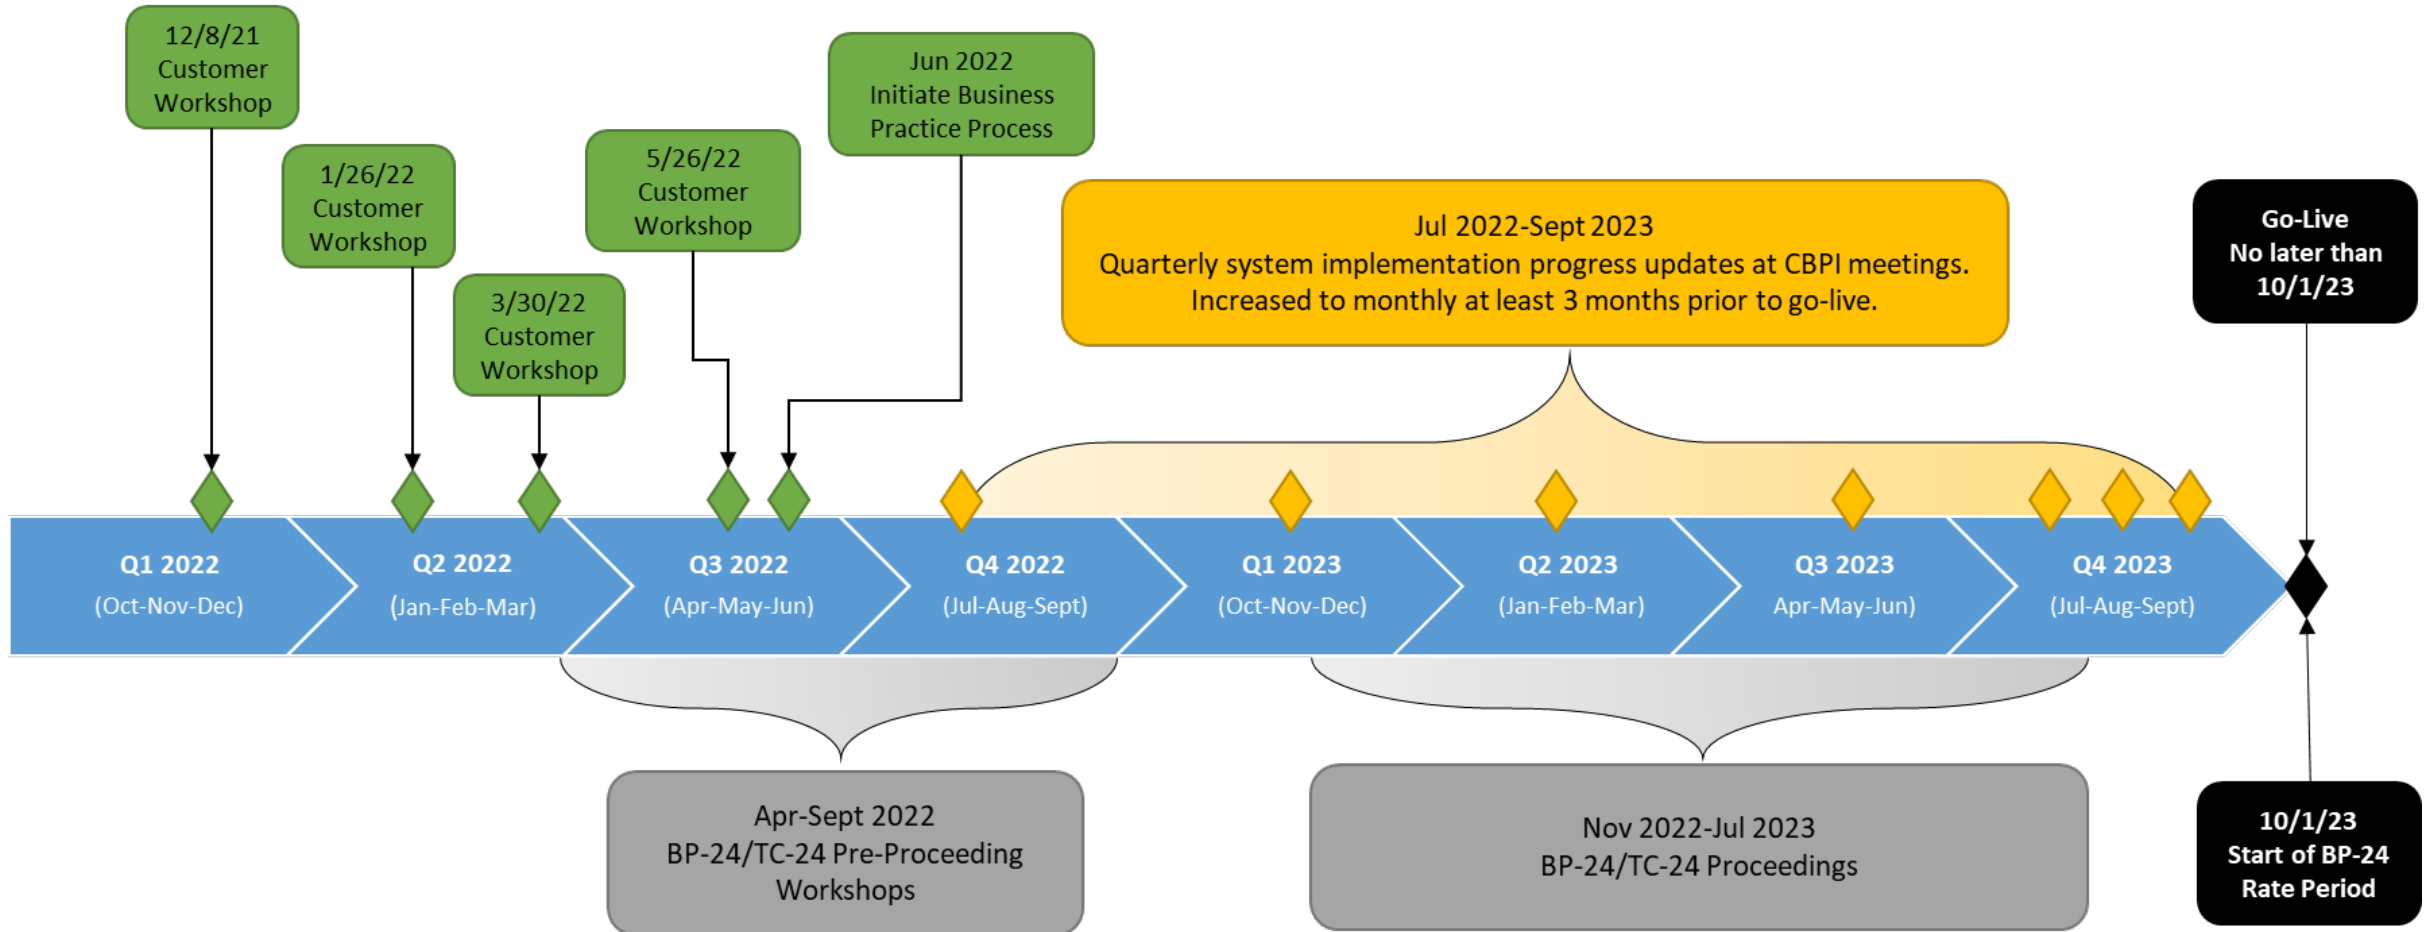 12/8/21
Customer
Workshop
1/26/22
Customer
Workshop
3/30/22
Customer
Workshop
5/26/22
Customer
Workshop
Jun 2022
Initiate Business
Practice Process
Jul 2022-Sept 2023
Quarterly system implementation progress updates at CBPI meetings.
Increased to monthly at least 3 months prior to go-live.
Go-Live
No later than
10/1/23
Q1 2022
(Oct-Nov-Dec)
Q2 2022
(Jan-Feb-Mar)
Q3 2022
(Apr-May-Jun)
Q4 2022
(Jul-Aug-Sept)
Q1 2023
(Oct-Nov-Dec)
Q2 2023
(Jan-Feb-Mar)
Q3 2023
Apr-May-Jun)
Q4 2023
(Jul-Aug-Sept)
Apr-Sept 2022
BP-24/TC-24 Pre-Proceeding
Workshops
Nov 2022-Jul 2023
BP-24/TC-24 Proceedings
10/1/23
Start of BP-24
Rate Period